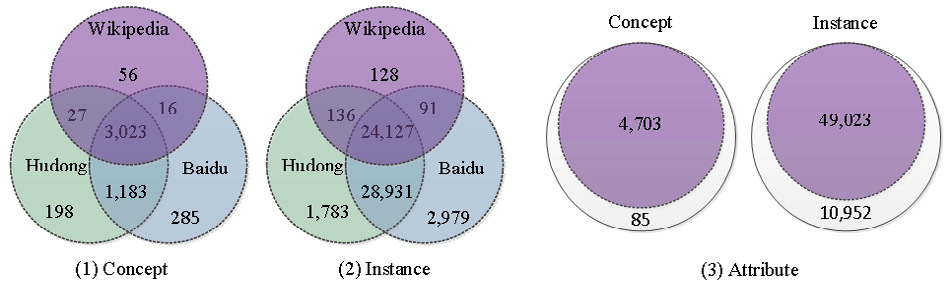 Wikipedia
56
27
16
3,023
Hudong
Baidu
1,183
198
285
(1) Concept
Wikipedia
128
136
91
24,127
Hudong
Baidu
28,931
1,783
2,979
(2) Instance
Concept
Instance
4,703
49,023
85
10,952
(3) Attribute